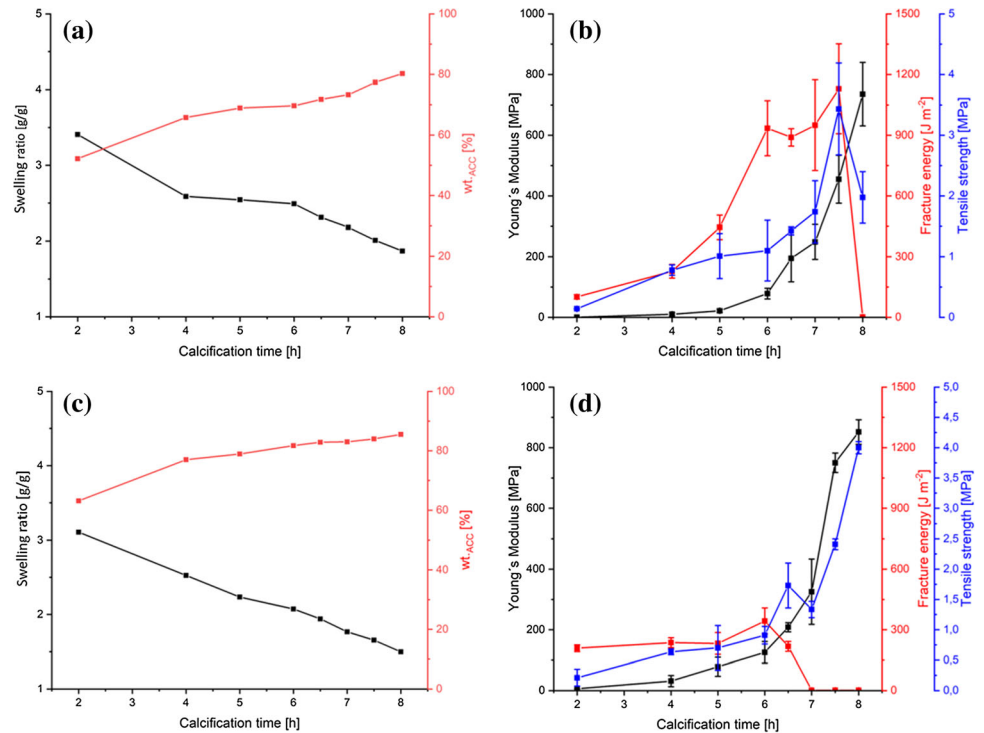 (a)
Swelling ratio [g/g]
5
4
3
2
1
100
80
60
40
20
0
wt.ACC [%]
2 3 4 5 6 7 8
Calcification time [h]
(b)
Young´s Modulus [MPa]
1000
800
600
400
200
0
1500
1200
900
600
300
0
Fracture energy [J m-2]
5
4
3
2
1
0
Tensile strength [MPa]
2 3 4 5 6 7 8
Calcification time [h]
(c)
Swelling ratio [g/g]
5
4
3
2
1
100
80
60
40
20
0
wt.ACC [%]
2 3 4 5 6 7 8
Calcification time [h]
(d)
Young´s Modulus [MPa]
1000
800
600
400
200
0
1500
1200
900
600
300
0
Fracture energy [J m-2]
5,0
4,5
4,0
3,5
3,0
2,5
2,0
1,5
1,0
0,5
0,0
Tensile strength [MPa]
2 3 4 5 6 7 8
Calcification time [h]